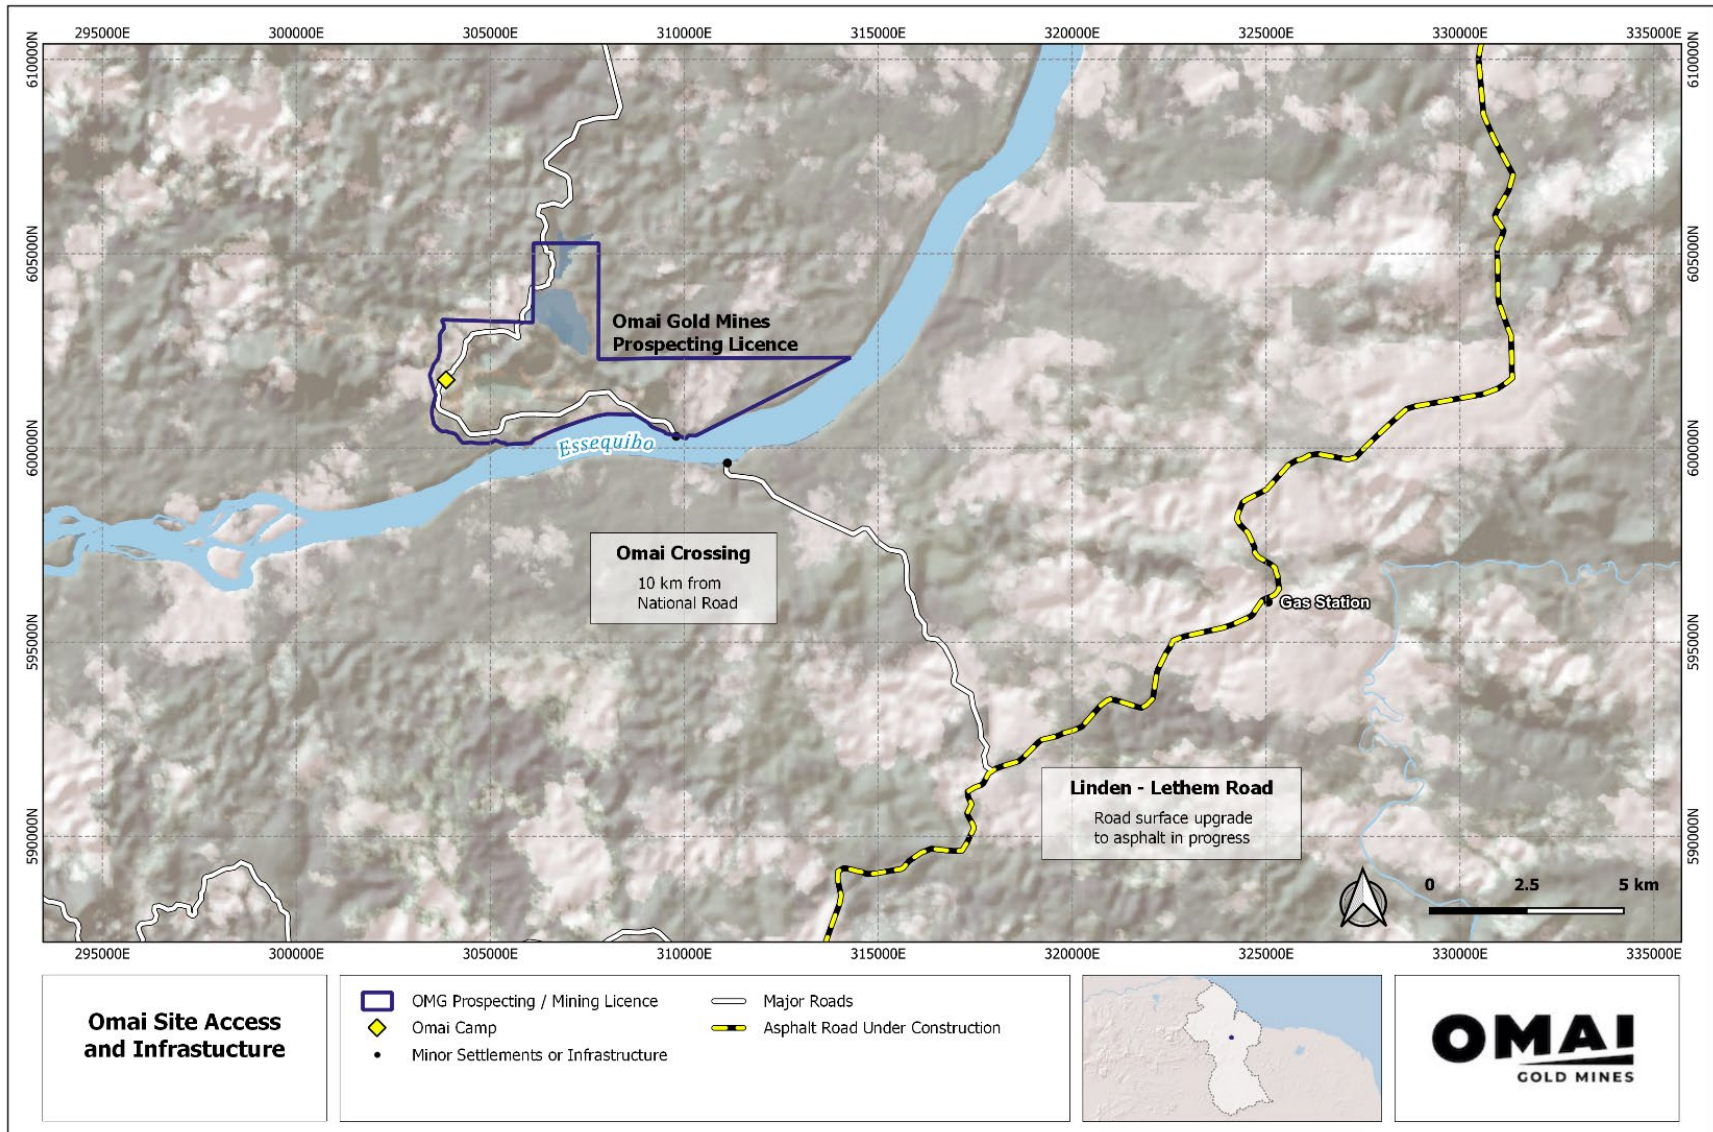 295000E 300000E 305000E 310000E 315000E 320000E 325000E 330000E 335000E
610000N
605000N
600000N
595000N
590000N
610000N
605000N
600000N
595000N
590000N
Omai Gold Mines
Prospecting Licence
Essequibo
Omai Crossing
10 km from
National Road
Gas Station
Linden - Lethem Road
Road surface upgrade
to asphalt in progress
0 2.5 5 km
295000E 300000E 305000E 310000E 315000E 320000E 325000E 330000E 335000E
Omai Site Access
and Infrastucture
OMG Prospecting / Mining Licence
Omai Camp
Minor Settlements or Infrastructure
Major Roads
Asphalt Road Under Construction
OMAI
GOLD MINES